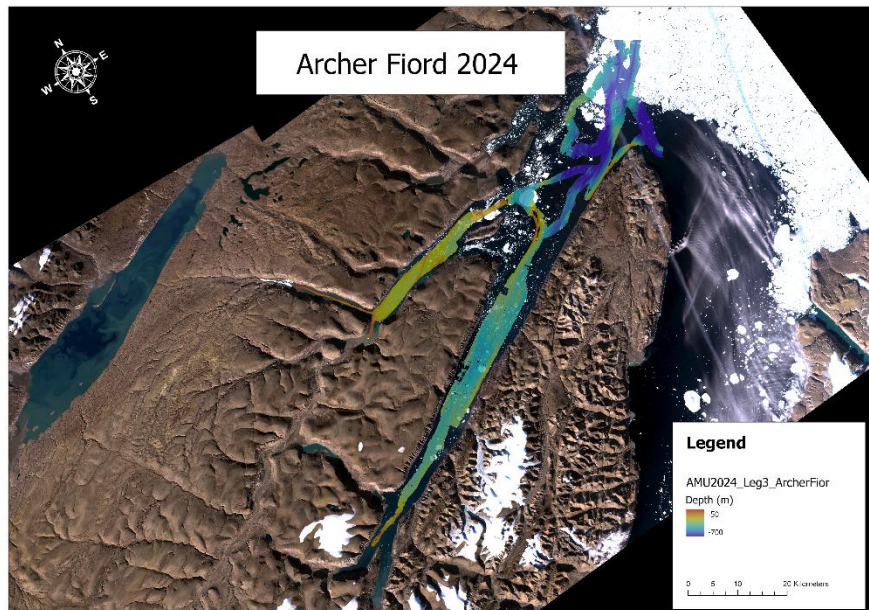 Archer Fiord 2024
N
E
W
S
Legend
AMU2024_Leg3_ArcherFior
Depth (m)
50
-700
0 5 10 20 Kilometers